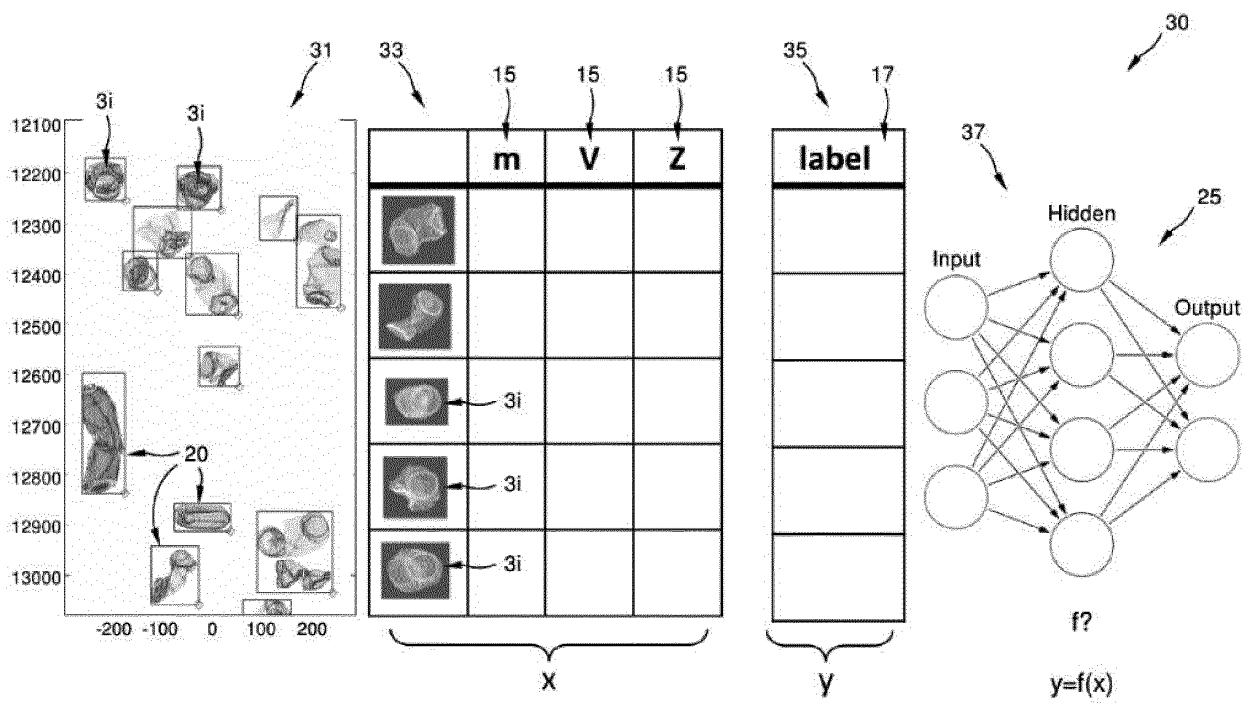 30
31
33
35
15
15
15
17
3i
3i
37
12100
12200
12300
12400
12500
12600
12700
12800
12900
13000
-200
-100
0
100
200
20
m
V
Z
3i
3i
3i
x
label
y
25
Hidden
Input
Output
f?
y=f(x)